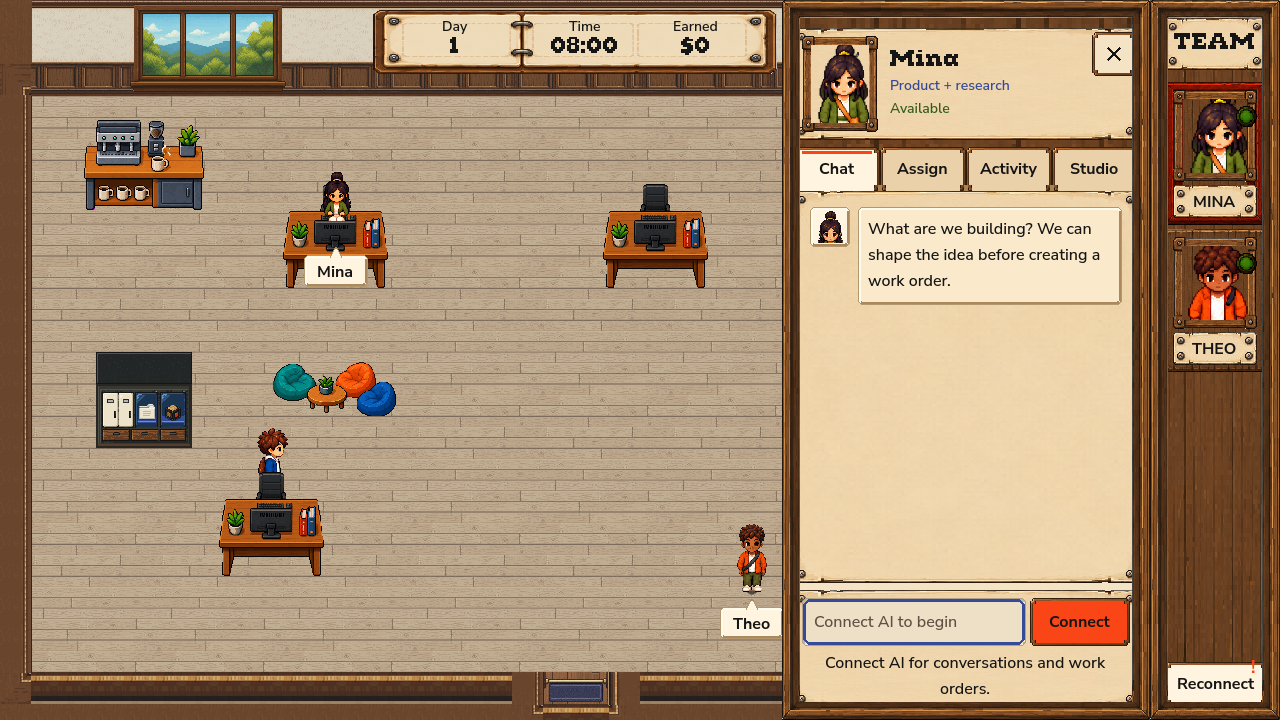 Day
1
Time
08:00
Earned
$0
Mina
Theo
Mina
Product + research
Available
Chat
Assign
Activity
Studio
What are we building? We can
shape the idea before creating a
work order.
Connect AI to begin
Connect
Connect AI for conversations and work
orders.
TEAM
MINA
THEO
Reconnect
!